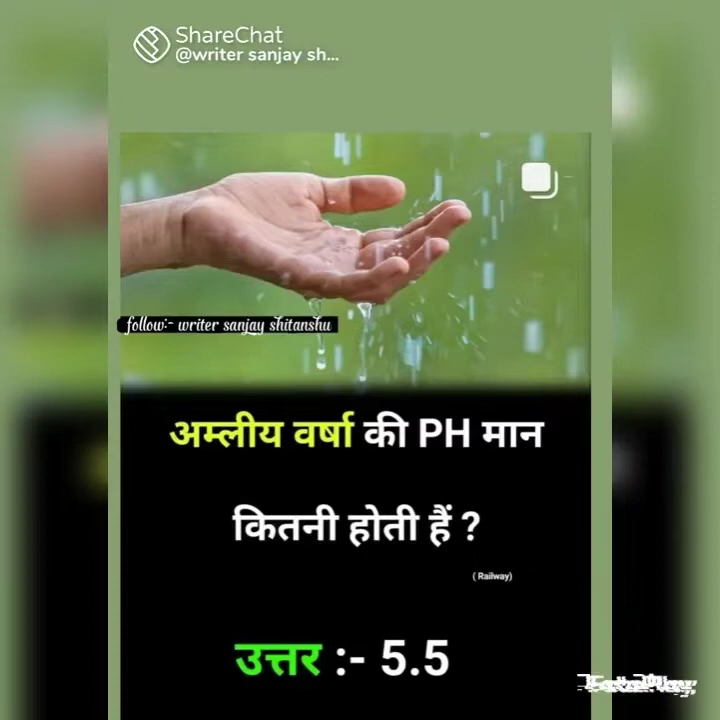 ShareChat
@writer sanjay sh...
follow:- writer sanjay shitanshu
अम्लीय वर्षा की PH मान
कितनी होती हैं ?
( Railway)
उत्तर :- 5.5